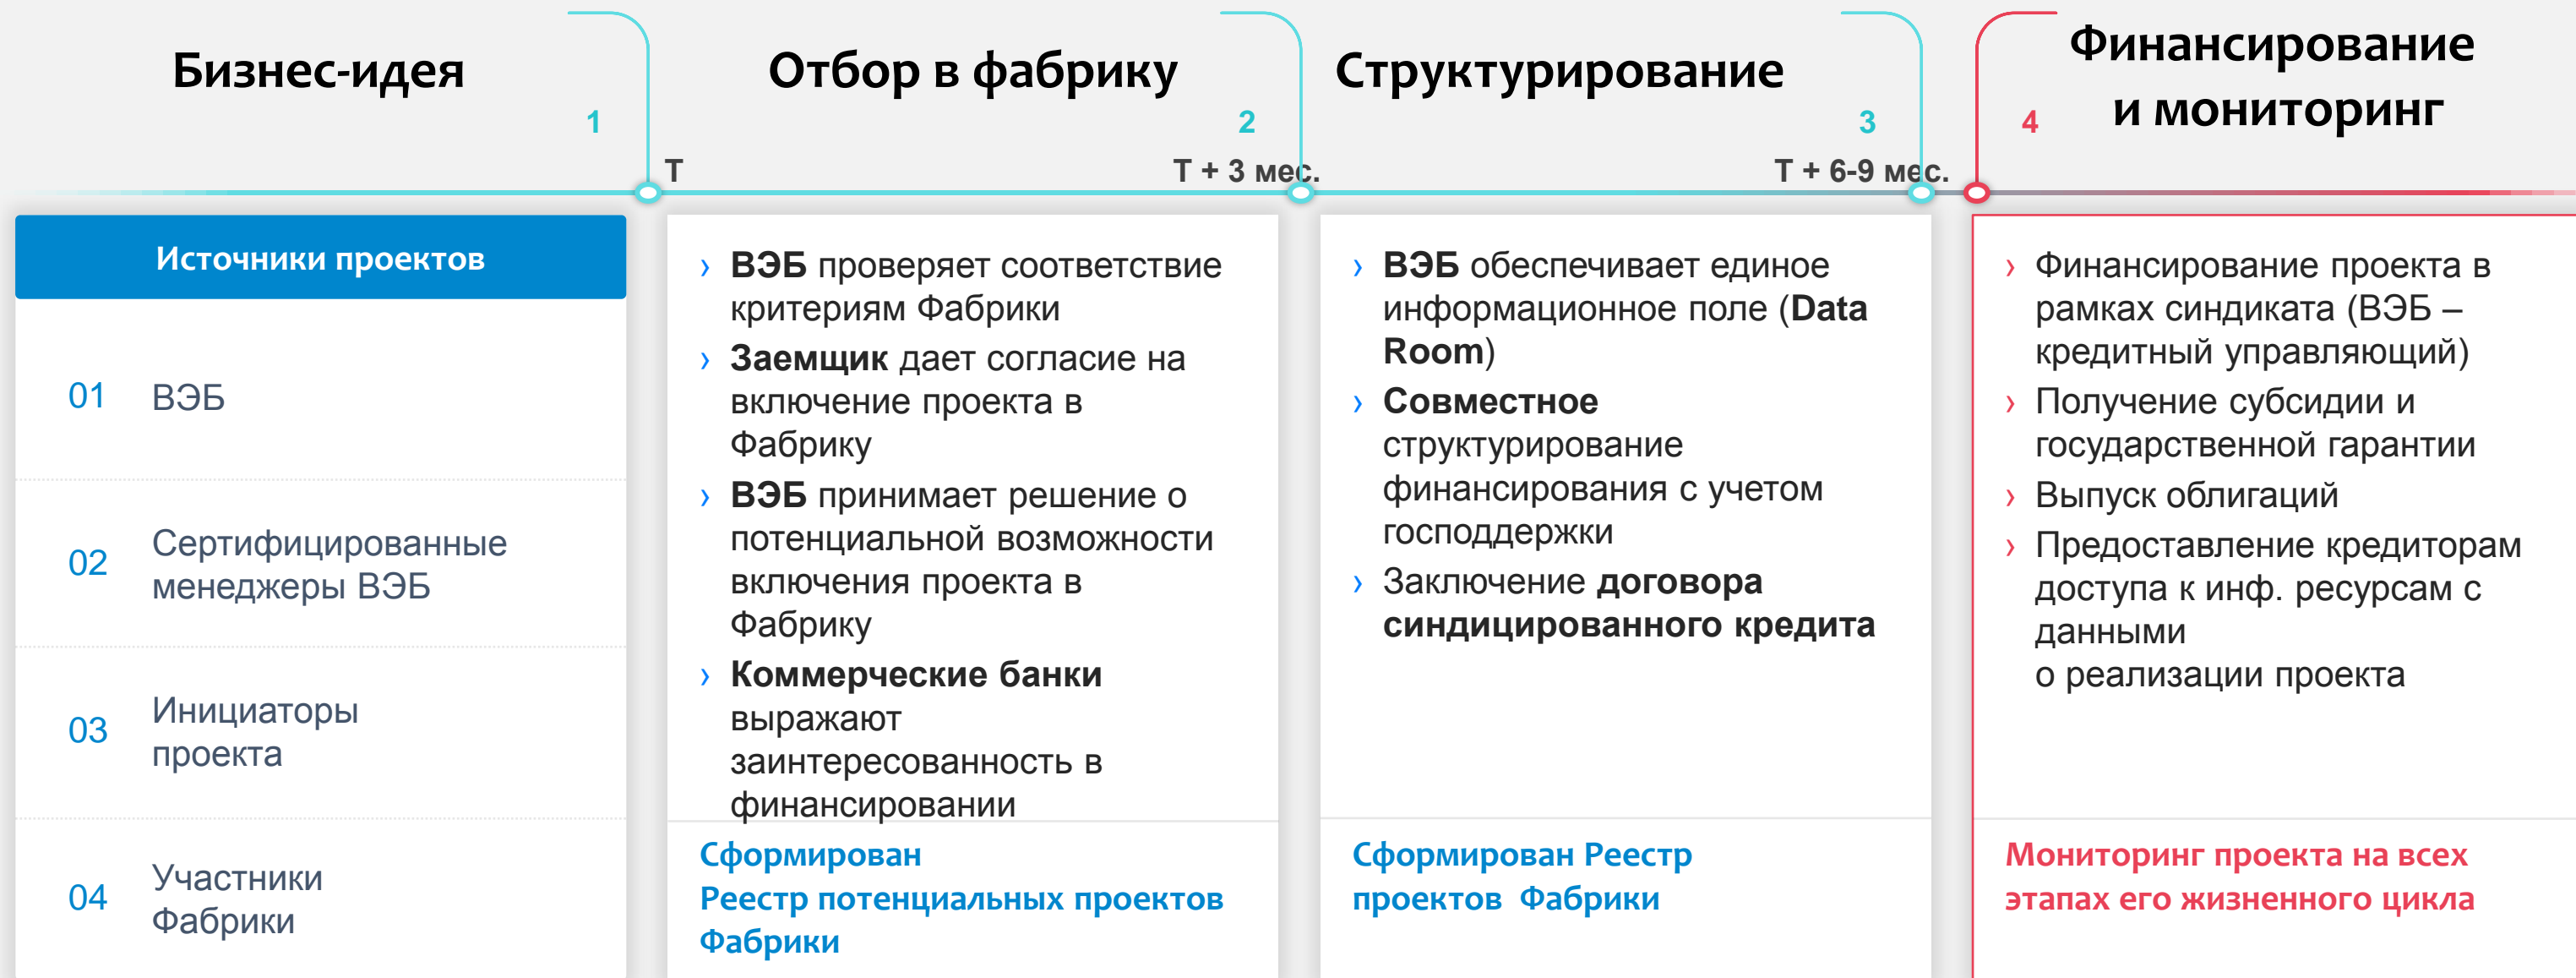 Бизнес-идея
1
Отбор в фабрику
2
Структурирование
3
Финансирование
и мониторинг
4
Т
Т + 3 мес.
Т + 6-9 мес.
Источники проектов
01 ВЭБ
02 Сертифицированные
менеджеры ВЭБ
03 Инициаторы
проекта
04 Участники
Фабрики
› ВЭБ проверяет соответствие
критериям Фабрики
› Заемщик дает согласие на
включение проекта в
Фабрику
› ВЭБ принимает решение о
потенциальной возможности
включения проекта в
Фабрику
› Коммерческие банки
выражают
заинтересованность в
финансировании
Сформирован
Реестр потенциальных проектов
Фабрики
› ВЭБ обеспечивает единое
информационное поле (Data
Room)
› Совместное
структурирование
финансирования с учетом
господдержки
› Заключение договора
синдицированного кредита
Сформирован Реестр
проектов  Фабрики
› Финансирование проекта в
рамках синдиката (ВЭБ –
кредитный управляющий)
› Получение субсидии и
государственной гарантии
› Выпуск облигаций
› Предоставление кредиторам
доступа к инф. ресурсам с
данными
о реализации проекта
Мониторинг проекта на всех
этапах его жизненного цикла